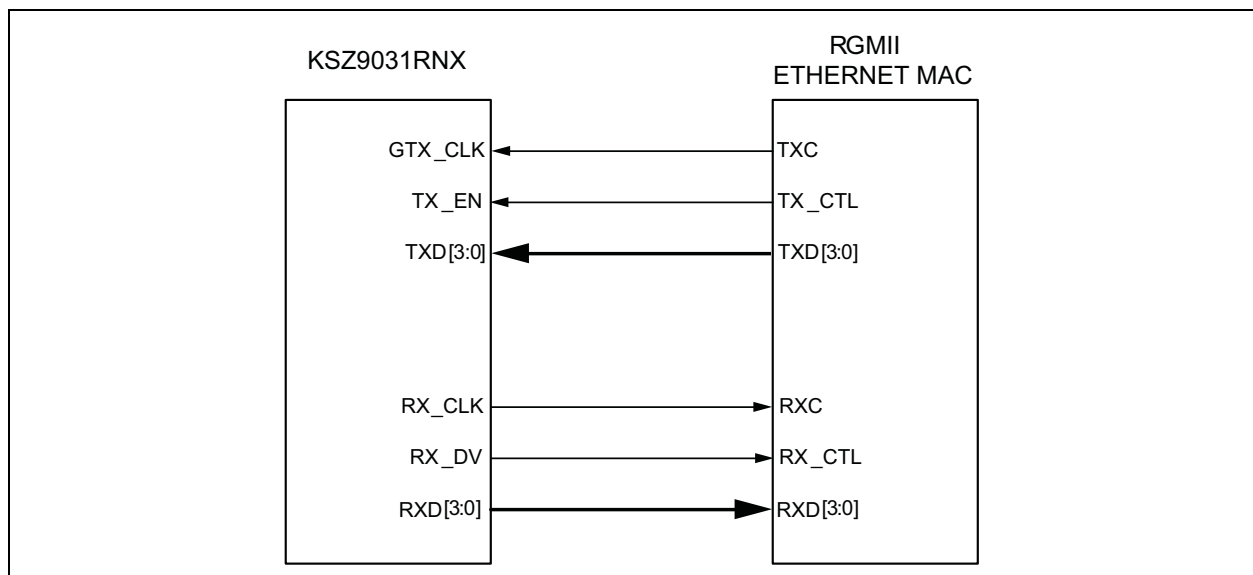 KSZ9031RNX
RGMII
ETHERNET MAC
GTX_CLK
TXC
TX_EN
TX_CTL
TXD[3:0]
TXD[3:0]
RX_CLK
RXC
RX_DV
RX_CTL
RXD[3:0]
RXD[3:0]